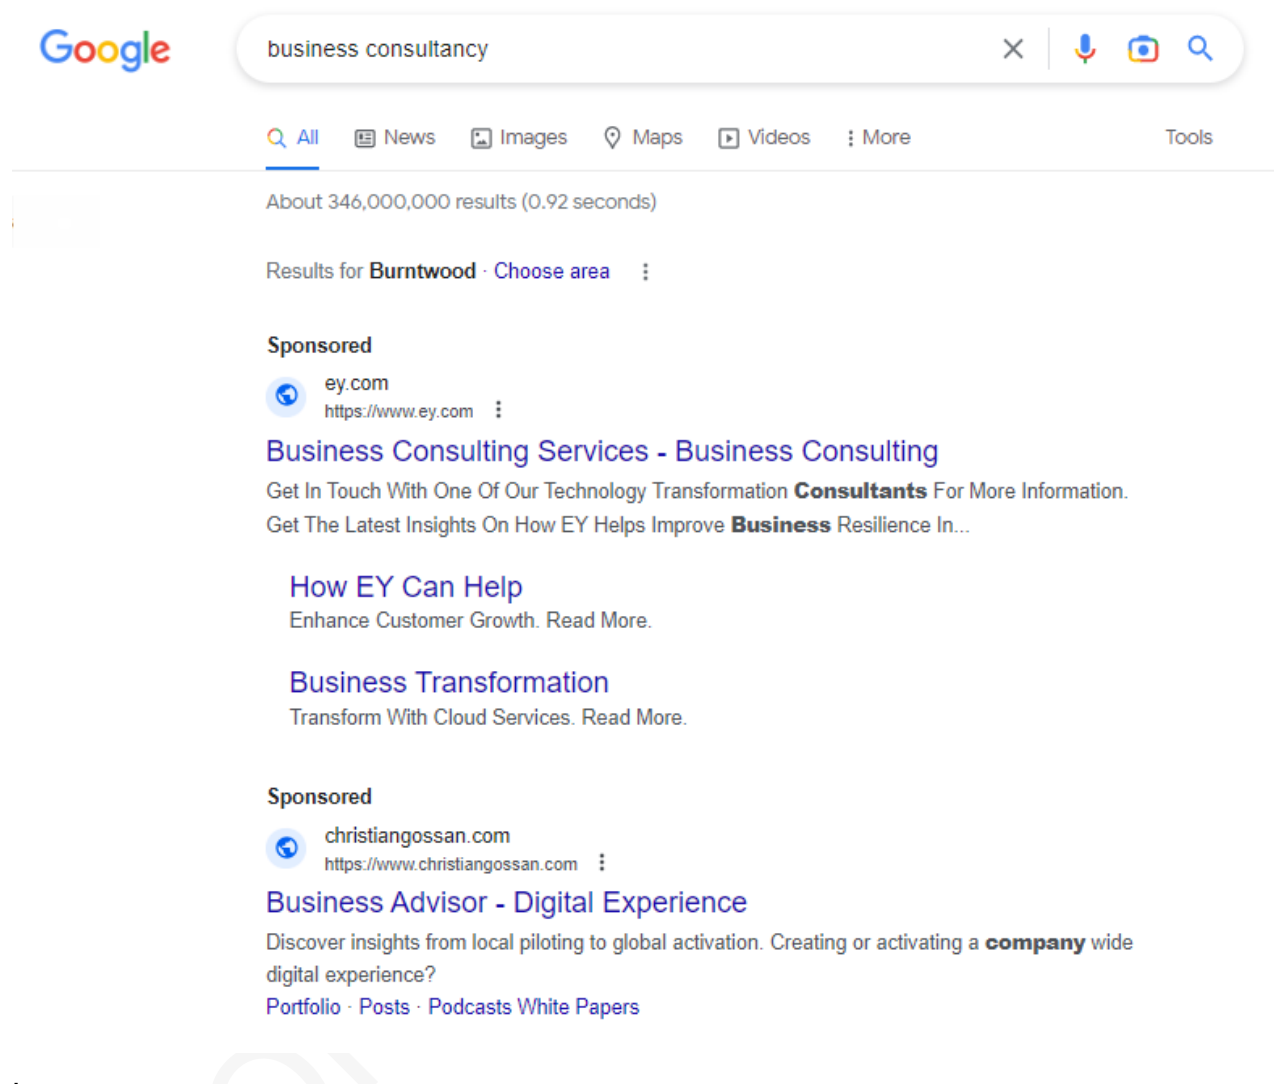 Google
business consultancy
All News Images Maps Videos More Tools
About 346,000,000 results (0.92 seconds)
Results for Burntwood · Choose area
Sponsored
ey.com
https://www.ey.com
Business Consulting Services - Business Consulting
Get In Touch With One Of Our Technology Transformation Consultants For More Information.
Get The Latest Insights On How EY Helps Improve Business Resilience In...
How EY Can Help
Enhance Customer Growth. Read More.
Business Transformation
Transform With Cloud Services. Read More.
Sponsored
christiangossan.com
https://www.christiangossan.com
Business Advisor - Digital Experience
Discover insights from local piloting to global activation. Creating or activating a company wide
digital experience?
Portfolio · Posts · Podcasts White Papers